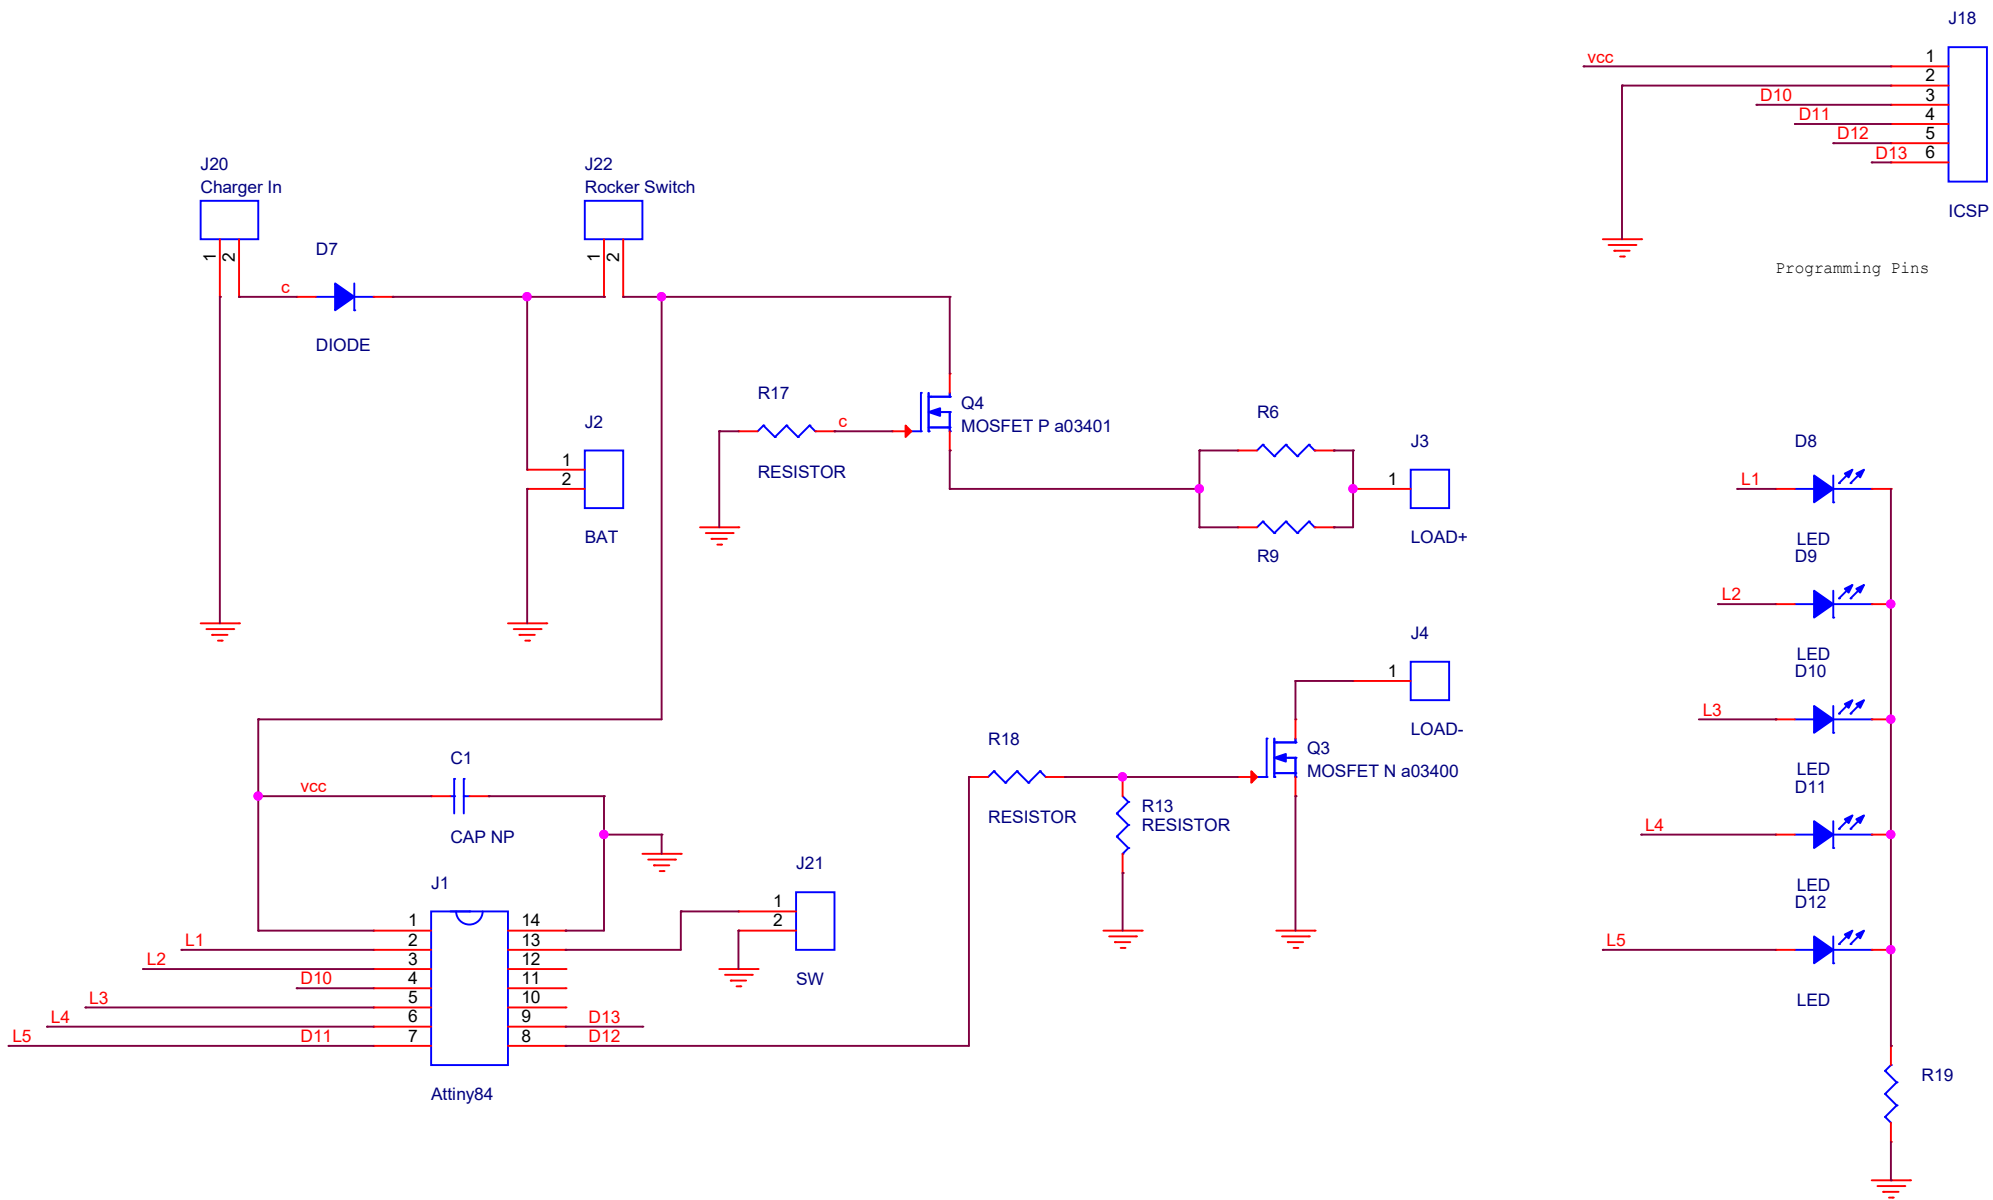 J18
vcc
1
2
D10
3
D11
4
D12
5
D13
6
ICSP
Programming Pins
J20
Charger In
1
2
D7
c
DIODE
J22
Rocker Switch
1
2
J2
1
2
BAT
R17
c
RESISTOR
Q4
MOSFET P a03401
R6
R9
J3
1
LOAD+
J4
1
LOAD-
R18
RESISTOR
R13
RESISTOR
Q3
MOSFET N a03400
C1
vcc
CAP NP
J1
1
L1
2
L2
3
D10
4
L3
5
L4
6
L5
D11
7
14
13
12
11
10
9
D13
8
D12
Attiny84
J21
1
2
SW
D8
L1
LED
D9
L2
LED
D10
L3
LED
D11
L4
LED
D12
L5
LED
R19